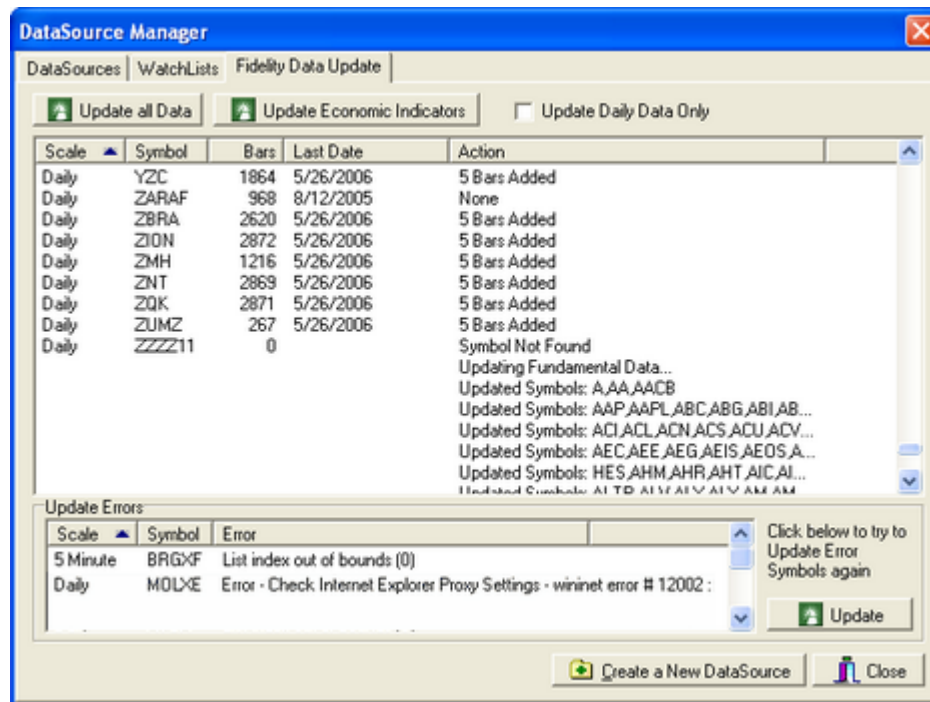 DataSource Manager
DataSources WatchLists Fidelity Data Update
Update all Data Update Economic Indicators Update Daily Data Only
Scale Symbol Bars Last Date Action
Daily YZC 1864 5/26/2006 5 Bars Added
Daily ZARAF 968 8/12/2005 None
Daily ZBRA 2620 5/26/2006 5 Bars Added
Daily ZION 2872 5/26/2006 5 Bars Added
Daily ZMH 1216 5/26/2006 5 Bars Added
Daily ZNT 2869 5/26/2006 5 Bars Added
Daily ZQK 2871 5/26/2006 5 Bars Added
Daily ZUMZ 267 5/26/2006 5 Bars Added
Daily ZZZZ11 0 Symbol Not Found
Updating Fundamental Data...
Updated Symbols: A,AA,AACB
Updated Symbols: AAP,AAPL,ABC,ABG,ABI,AB...
Updated Symbols: ACI,ACL,ACN,ACS,ACU,ACV...
Updated Symbols: AEC,AEE,AEG,AEIS,AEOS,A...
Updated Symbols: HES,AHM,AHR,AHT,AIC,AI...
Update Errors
Scale Symbol Error
5 Minute BRGXF List index out of bounds (0)
Daily MOLXE Error - Check Internet Explorer Proxy Settings - wininet error # 12002 :
Click below to try to
Update Error
Symbols again
Update
Create a New DataSource Close